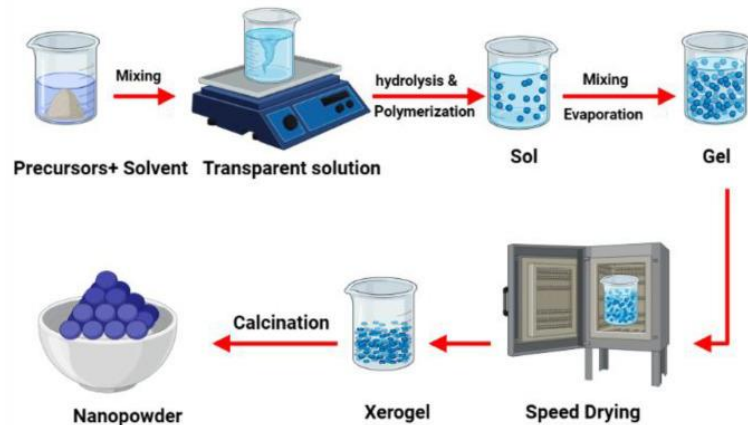 Mixing
hydrolysis &
Polymerization
Mixing
Evaporation
Precursors+ Solvent
Transparent solution
Sol
Gel
Calcination
Nanopowder
Xerogel
Speed Drying